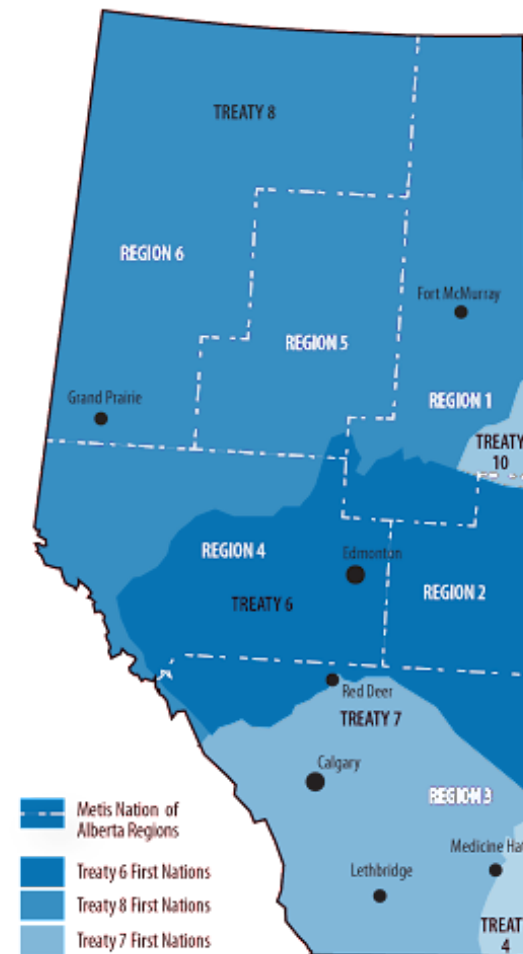 TREATY 8
REGION 6
Fort McMurray
REGION 5
Grand Prairie
REGION 1
TREATY
10
REGION 4
Edmonton
REGION 2
TREATY 6
Red Deer
TREATY 7
Calgary
REGION 3
Metis Nation of
Alberta Regions
Medicine Hat
Treaty 6 First Nations
Lethbridge
Treaty 8 First Nations
TREAT
4
Treaty 7 First Nations